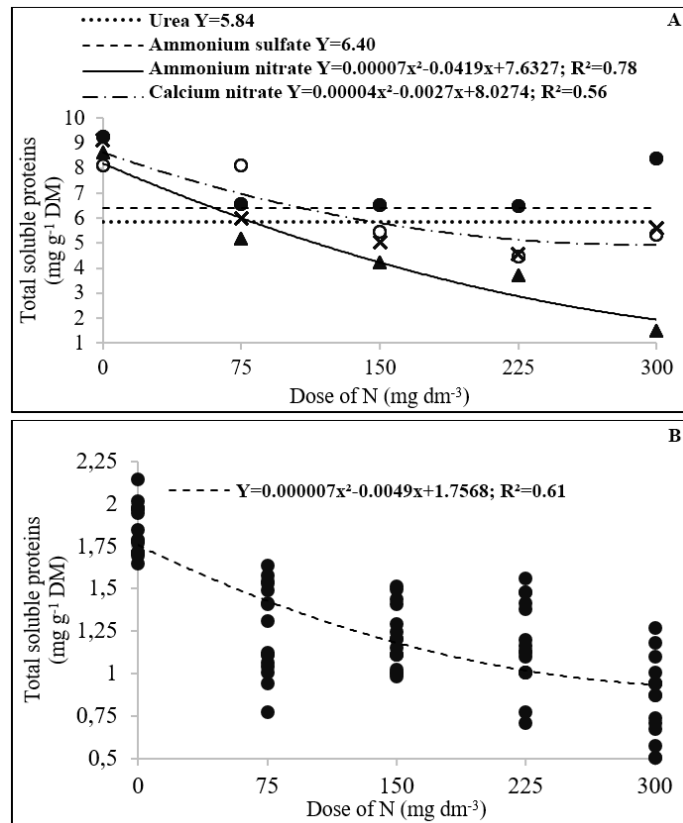 A
Urea Y=5.84
Ammonium sulfate Y=6.40
Ammonium nitrate Y=0.00007x²-0.0419x+7.6327; R²=0.78
Calcium nitrate Y=0.00004x²-0.0027x+8.0274; R²=0.56
Total soluble proteins
(mg g⁻¹ DM)
10
9
8
7
6
5
4
3
2
1
0 75 150 225 300
Dose of N (mg dm⁻³)
B
Y=0.000007x²-0.0049x+1.7568; R²=0.61
Total soluble proteins
(mg g⁻¹ DM)
2,25
2
1,75
1,5
1,25
1
0,75
0,5
0 75 150 225 300
Dose of N (mg dm⁻³)